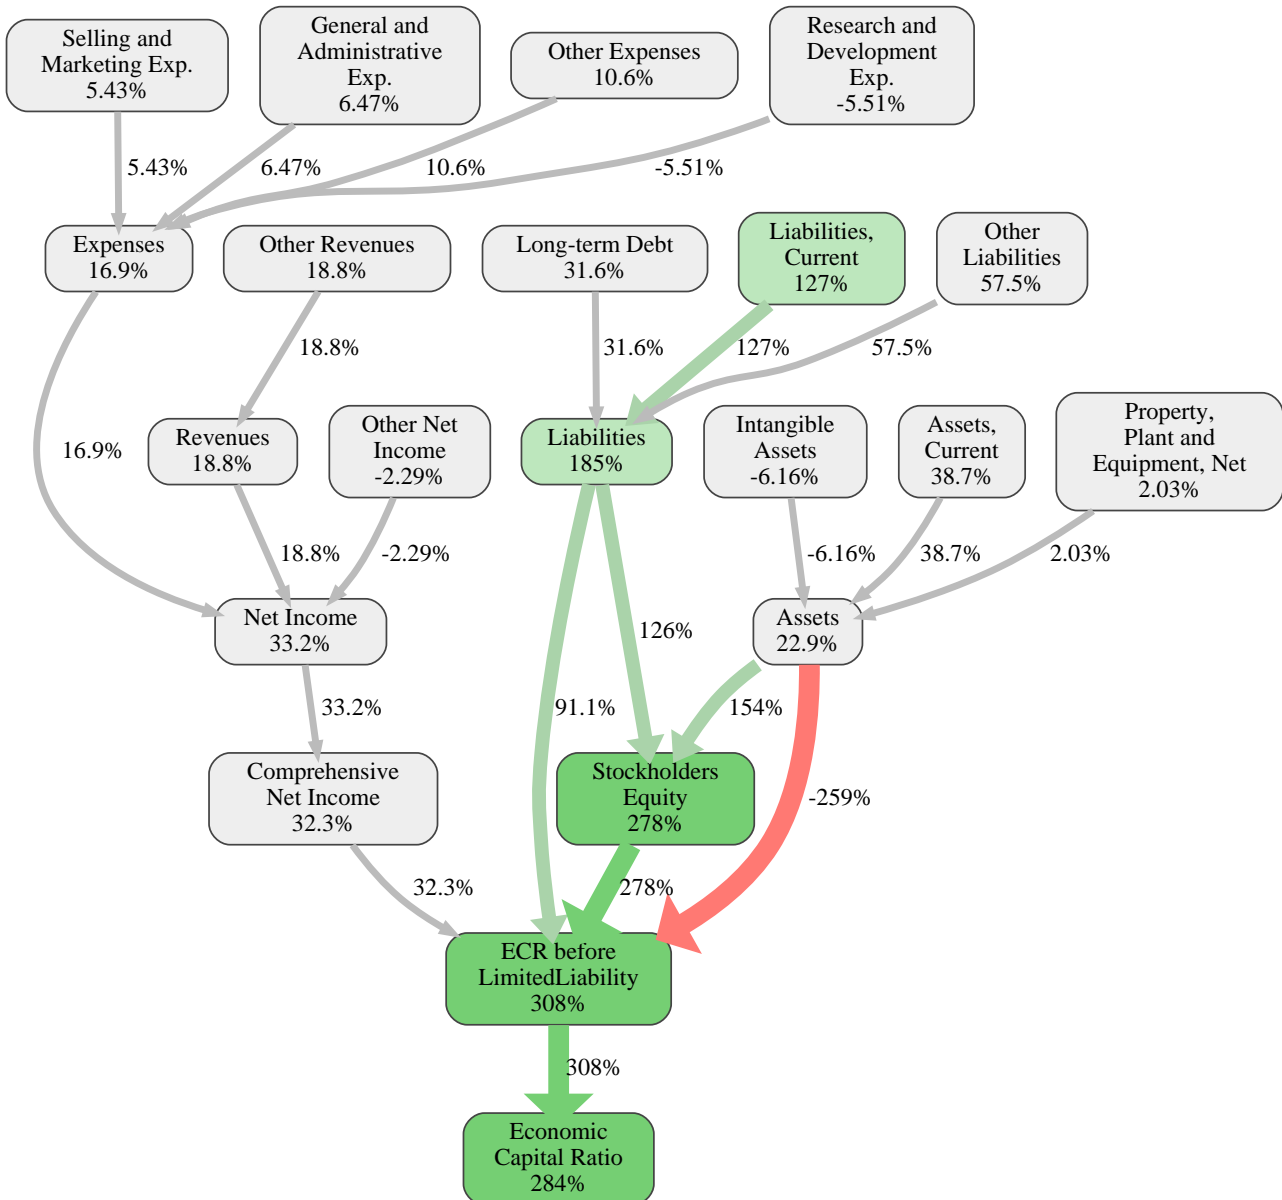 Selling and
Marketing Exp.
5.43%
General and
Administrative
Exp.
6.47%
Other Expenses
10.6%
Research and
Development
Exp.
-5.51%
5.43%
6.47%
10.6%
-5.51%
Expenses
16.9%
Other Revenues
18.8%
Long-term Debt
31.6%
Liabilities,
Current
127%
Other
Liabilities
57.5%
18.8%
31.6%
127%
57.5%
16.9%
Revenues
18.8%
Other Net
Income
-2.29%
Liabilities
185%
Intangible
Assets
-6.16%
Assets,
Current
38.7%
Property,
Plant and
Equipment, Net
2.03%
18.8%
-2.29%
-6.16%
38.7%
2.03%
Net Income
33.2%
126%
Assets
22.9%
33.2%
91.1%
154%
Comprehensive
Net Income
32.3%
Stockholders
Equity
278%
-259%
32.3%
278%
ECR before
LimitedLiability
308%
308%
Economic
Capital Ratio
284%